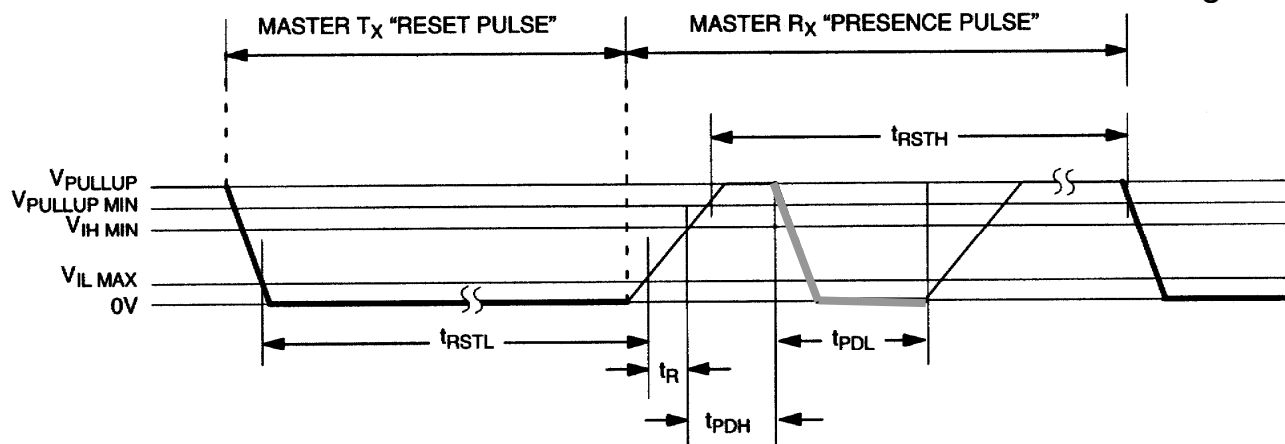 MASTER TX “RESET PULSE”
MASTER RX “PRESENCE PULSE”
tRSTH
VPULLUP
VPULLUP MIN
VIH MIN
VIL MAX
0V
tRSTL
tPDL
tR
tPDH